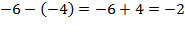 −6 − (−4) = −6 + 4 = −2